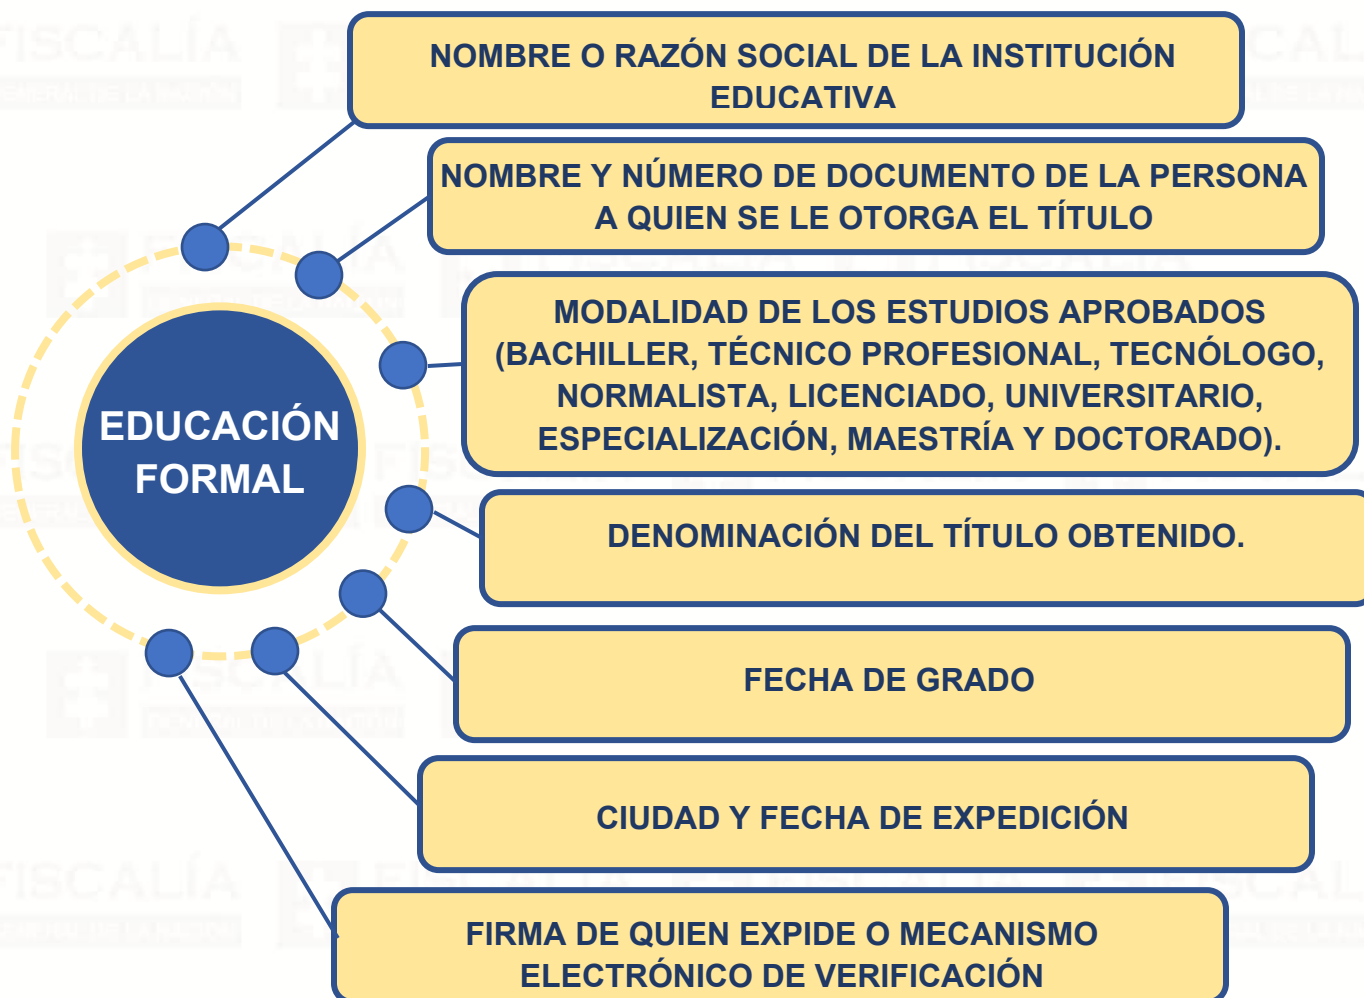 NOMBRE O RAZÓN SOCIAL DE LA INSTITUCIÓN
EDUCATIVA
NOMBRE Y NÚMERO DE DOCUMENTO DE LA PERSONA
A QUIEN SE LE OTORGA EL TÍTULO
MODALIDAD DE LOS ESTUDIOS APROBADOS
(BACHILLER, TÉCNICO PROFESIONAL, TECNÓLOGO,
NORMALISTA, LICENCIADO, UNIVERSITARIO,
ESPECIALIZACIÓN, MAESTRÍA Y DOCTORADO).
EDUCACIÓN
FORMAL
DENOMINACIÓN DEL TÍTULO OBTENIDO.
FECHA DE GRADO
CIUDAD Y FECHA DE EXPEDICIÓN
FIRMA DE QUIEN EXPIDE O MECANISMO
ELECTRÓNICO DE VERIFICACIÓN